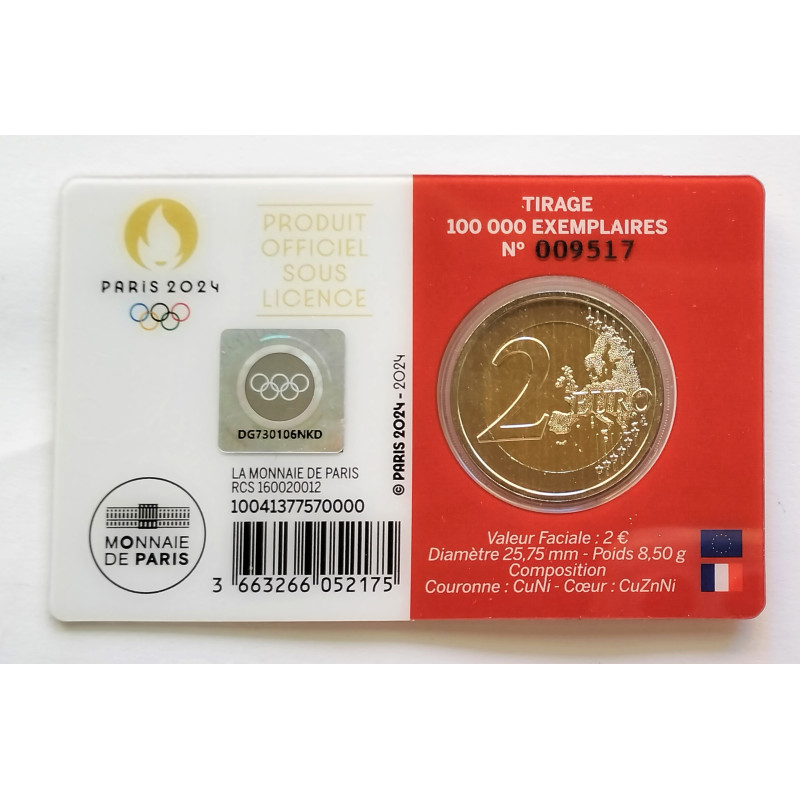 PARIS 2024
PRODUIT
OFFICIEL
SOUS
LICENCE
DG730106NKD
LA MONNAIE DE PARIS
RCS 160020012
10041377570000
3 663266 052175
MONNAIE
DE PARIS
© PARIS 2024 - 2024
TIRAGE
100 000 EXEMPLAIRES
N° 009517
2 EURO
Valeur Faciale : 2 €
Diamètre 25,75 mm - Poids 8,50 g
Composition
Couronne : CuNi - Cœur : CuZnNi